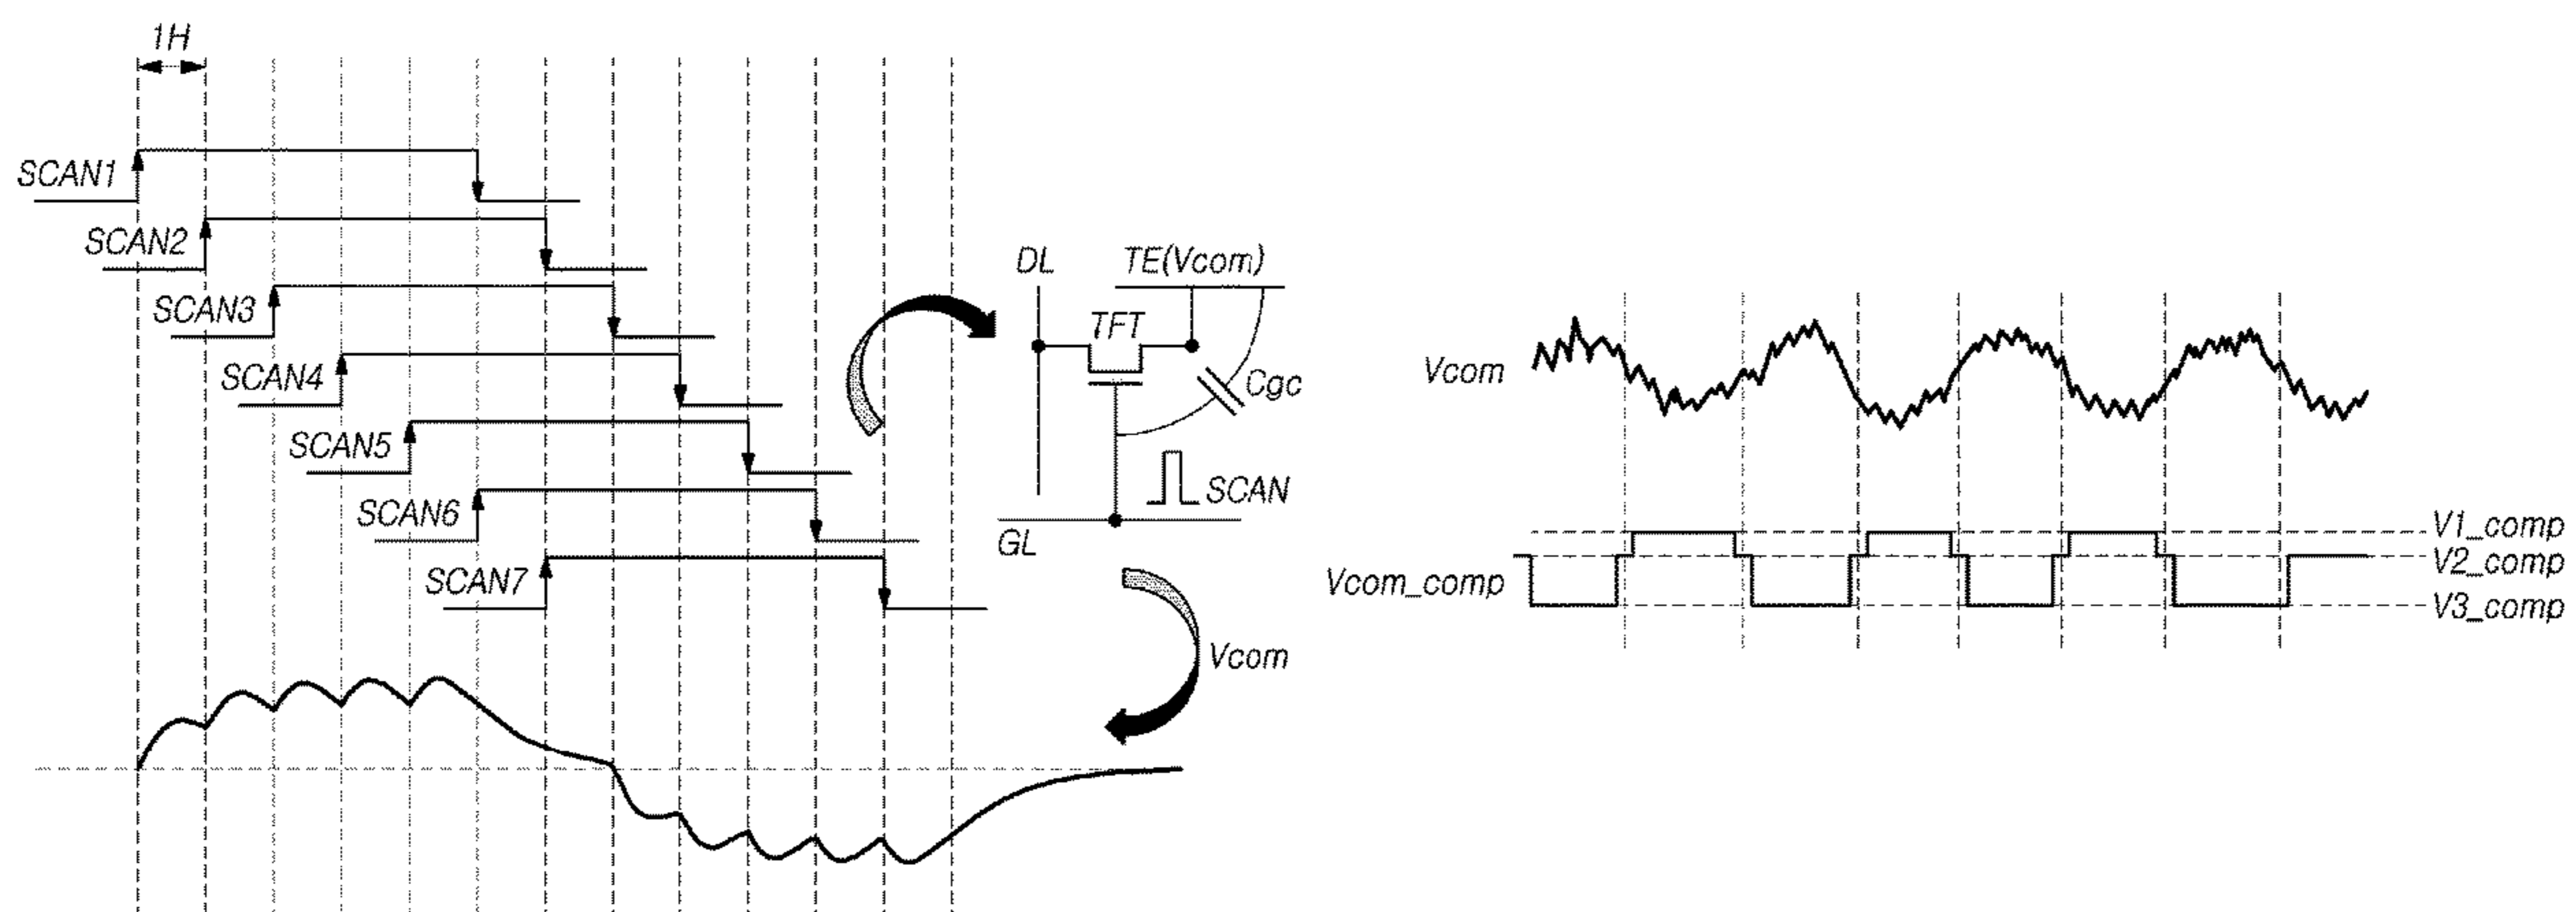 1H
SCAN1
SCAN2
SCAN3
SCAN4
SCAN5
SCAN6
SCAN7
DL
TE(Vcom)
TFT
Cgc
SCAN
GL
Vcom
Vcom
Vcom_comp
V1_comp
V2_comp
V3_comp